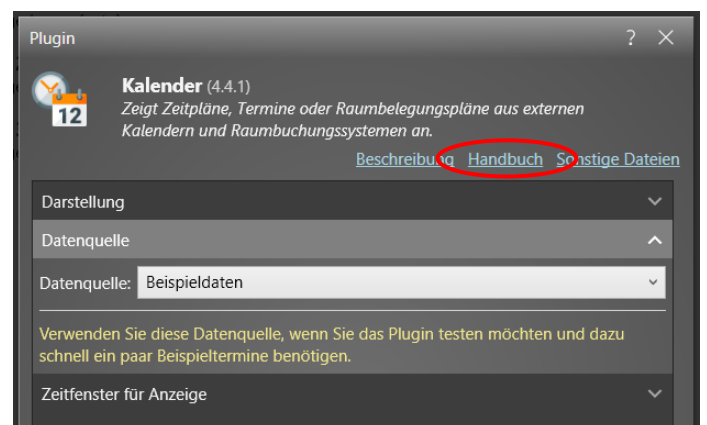 Plugin ?
Kalender (4.4.1)
12
Zeigt Zeitpläne, Termine oder Raumbelegungspläne aus externen
Kalendern und Raumbuchungssystemen an.
Beschreibung Handbuch Sonstige Dateien
Darstellung
Datenquelle
Datenquelle: Beispieldaten
Verwenden Sie diese Datenquelle, wenn Sie das Plugin testen möchten und dazu
schnell ein paar Beispieltermine benötigen.
Zeitfenster für Anzeige